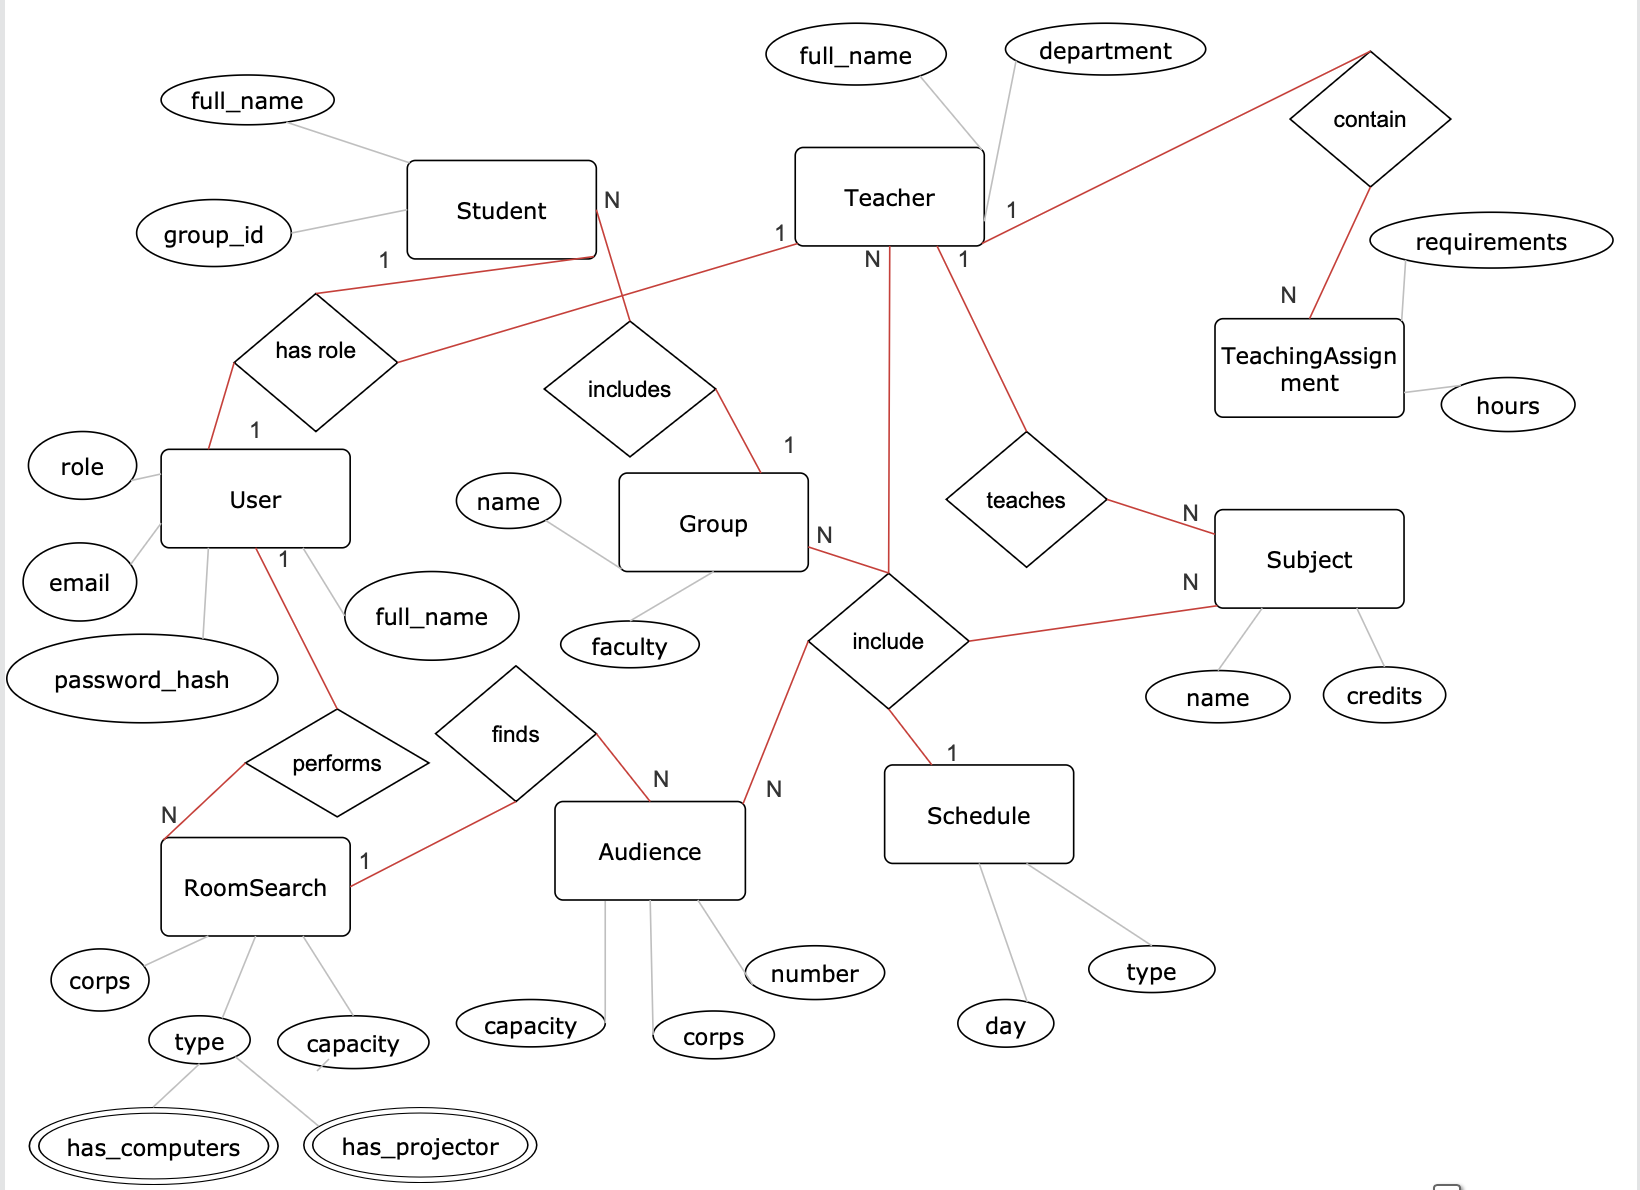 full_name
department
full_name
contain
Student
N
Teacher
1
group_id
1
1
N
1
requirements
N
has role
includes
TeachingAssign
ment
hours
1
1
role
User
name
Group
N
teaches
N
Subject
1
email
N
full_name
faculty
include
password_hash
name
credits
finds
performs
N
N
1
N
Schedule
1
Audience
RoomSearch
corps
number
type
capacity
corps
day
type
capacity
has_computers
has_projector